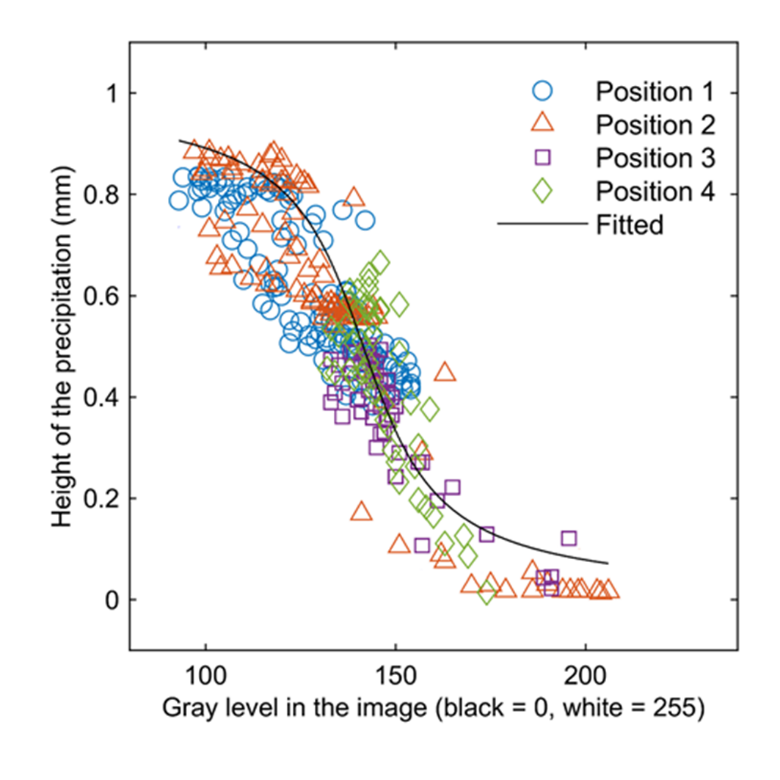 1
0.8
0.6
0.4
0.2
0
Height of the precipitation (mm)
Position 1
Position 2
Position 3
Position 4
Fitted
100 150 200
Gray level in the image (black = 0, white = 255)